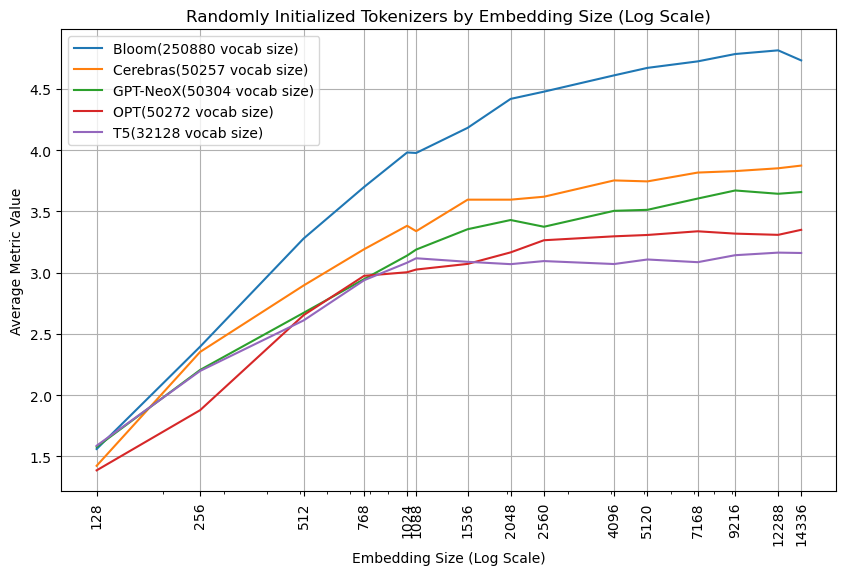 Randomly Initialized Tokenizers by Embedding Size (Log Scale)
Bloom(250880 vocab size)
Cerebras(50257 vocab size)
GPT-NeoX(50304 vocab size)
OPT(50272 vocab size)
T5(32128 vocab size)
Average Metric Value
4.5
4.0
3.5
3.0
2.5
2.0
1.5
128
256
512
768
1024
1088
1536
2048
2560
4096
5120
7168
9216
12288
14336
Embedding Size (Log Scale)